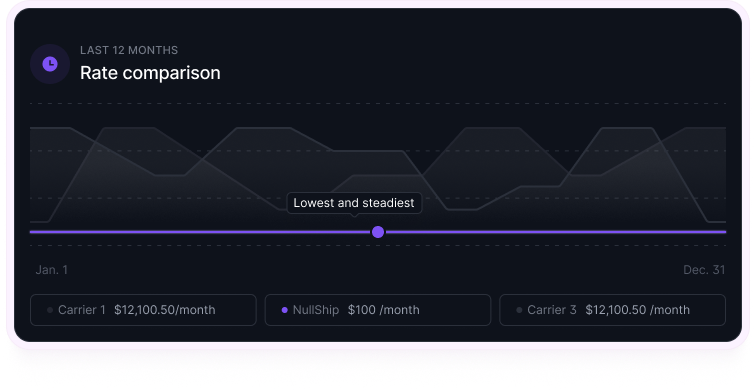 LAST 12 MONTHS
Rate comparison
Lowest and steadiest
Jan. 1
Dec. 31
Carrier 1 $12,100.50/month
NullShip $100 /month
Carrier 3 $12,100.50 /month